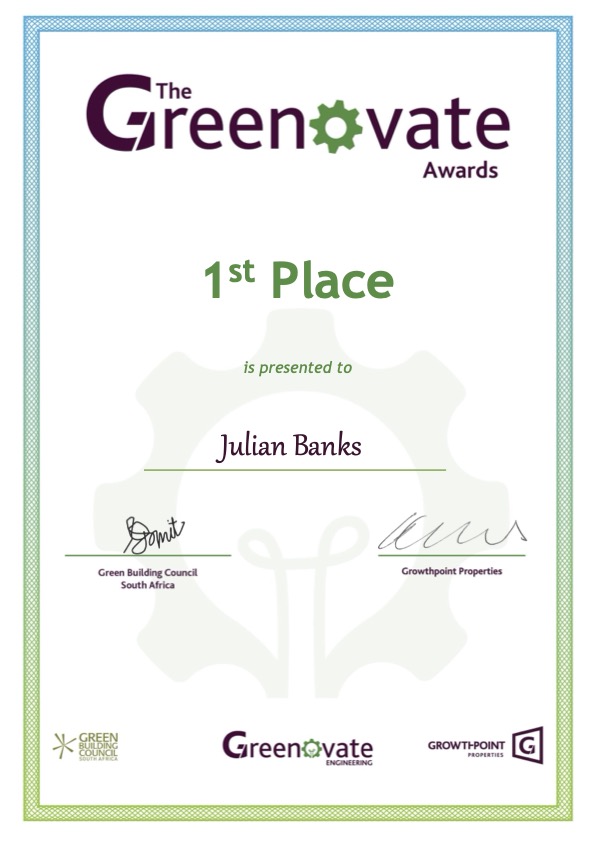 The
Greenovate
Awards
1st Place
is presented to
Julian Banks
Green Building Council
South Africa
Growthpoint Properties
GREEN
BUILDING
COUNCIL
SOUTH AFRICA
Greenovate
ENGINEERING
GROWTHPOINT
PROPERTIES
G